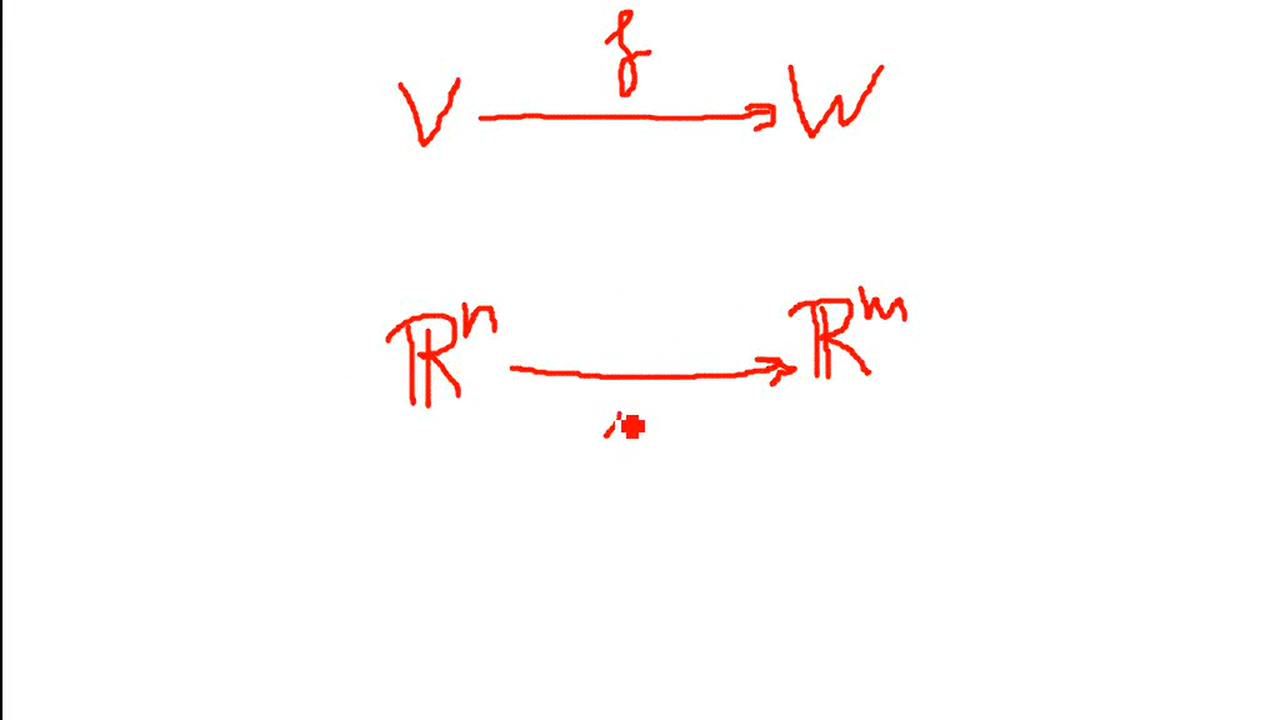 f
V → W
ℝⁿ → ℝᵐ